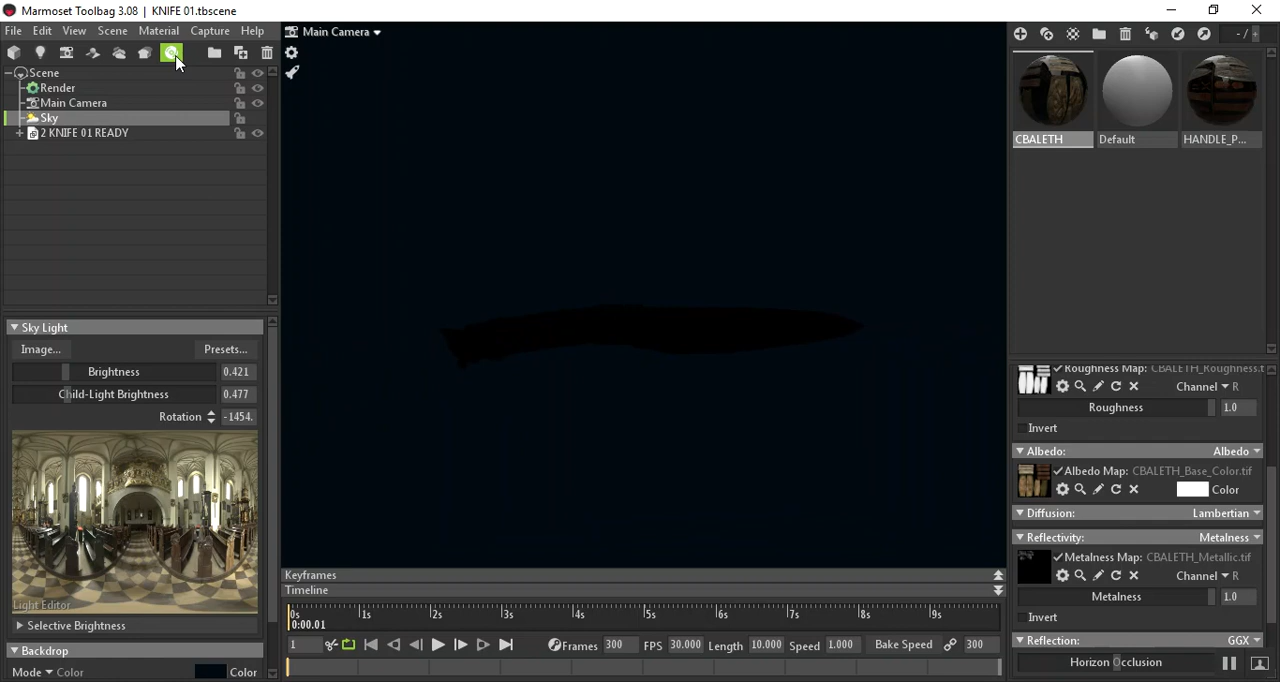 Marmoset Toolbag 3.08 | KNIFE 01.tbscene
File Edit View Scene Material Capture Help
Main Camera
- / +
Scene
Render
Main Camera
Sky
2 KNIFE 01 READY
CBALETH
Default
HANDLE_P...
Sky Light
Image...
Presets...
Brightness 0.421
Child-Light Brightness 0.477
Rotation -1454.
Light Editor
Selective Brightness
Backdrop
Mode Color
Color
Keyframes
Timeline
0s 1s 2s 3s 4s 5s 6s 7s 8s 9s
0:00.01
1
Frames 300 FPS 30.000 Length 10.000 Speed 1.000 Bake Speed 300
Roughness Map: CBALETH_Roughness.t
Channel R
Roughness 1.0
Invert
Albedo: Albedo
Albedo Map: CBALETH_Base_Color.tif
Color
Diffusion: Lambertian
Reflectivity: Metalness
Metalness Map: CBALETH_Metallic.tif
Channel R
Metalness 1.0
Invert
Reflection: GGX
Horizon Occlusion